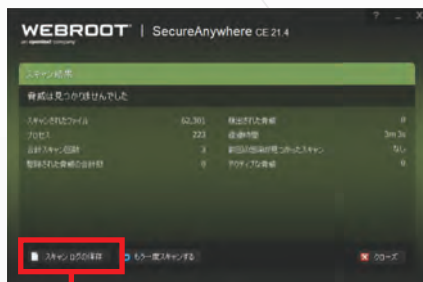 WEBROOT | SecureAnywhere CE 21.4
an opentext company
スキャン結果
脅威は見つかりませんでした
スキャンされたファイル 62,301 検出された脅威 0
プロセス 223 経過時間 3m 3s
合計スキャン回数 3 前回の脅威が見つかったスキャン なし
駆除された脅威の合計数 0 アクティブな脅威 0
スキャンログの保存 もう一度スキャンする クローズ